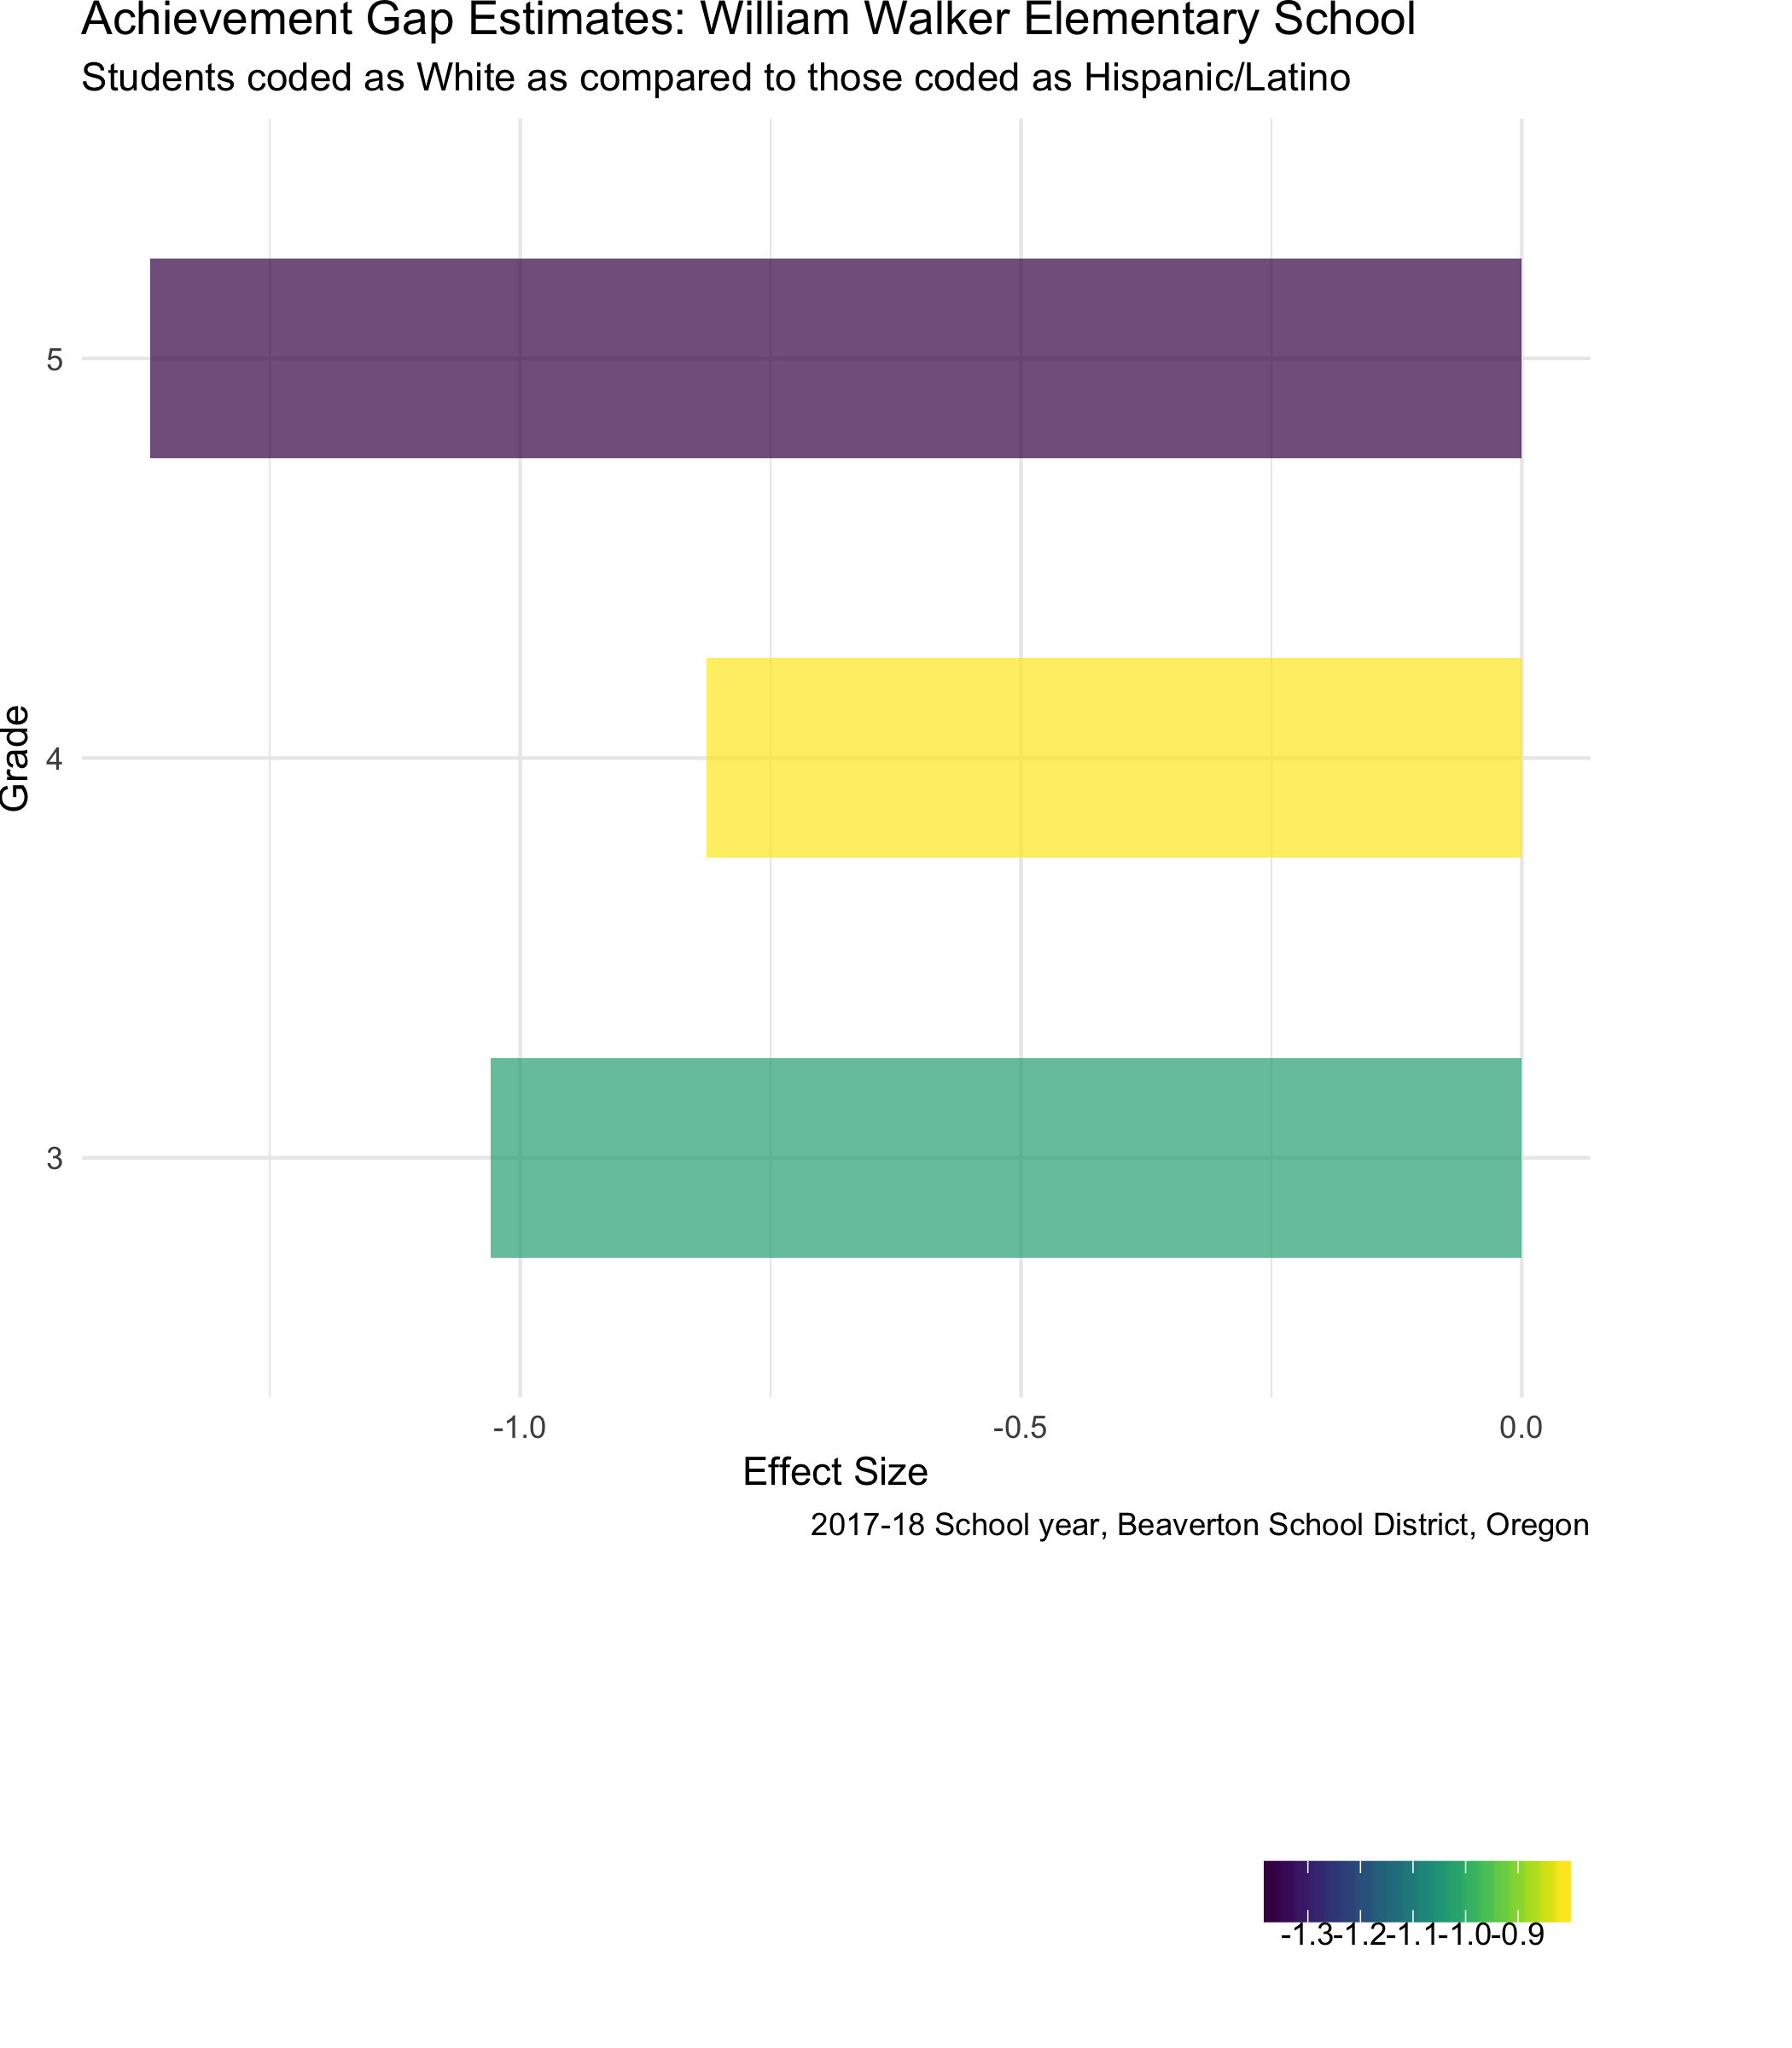 Achievement Gap Estimates: William Walker Elementary School
Students coded as White as compared to those coded as Hispanic/Latino
5
4
3
Grade
-1.0 -0.5 0.0
Effect Size
2017-18 School year, Beaverton School District, Oregon
-1.3 -1.2 -1.1 -1.0 -0.9